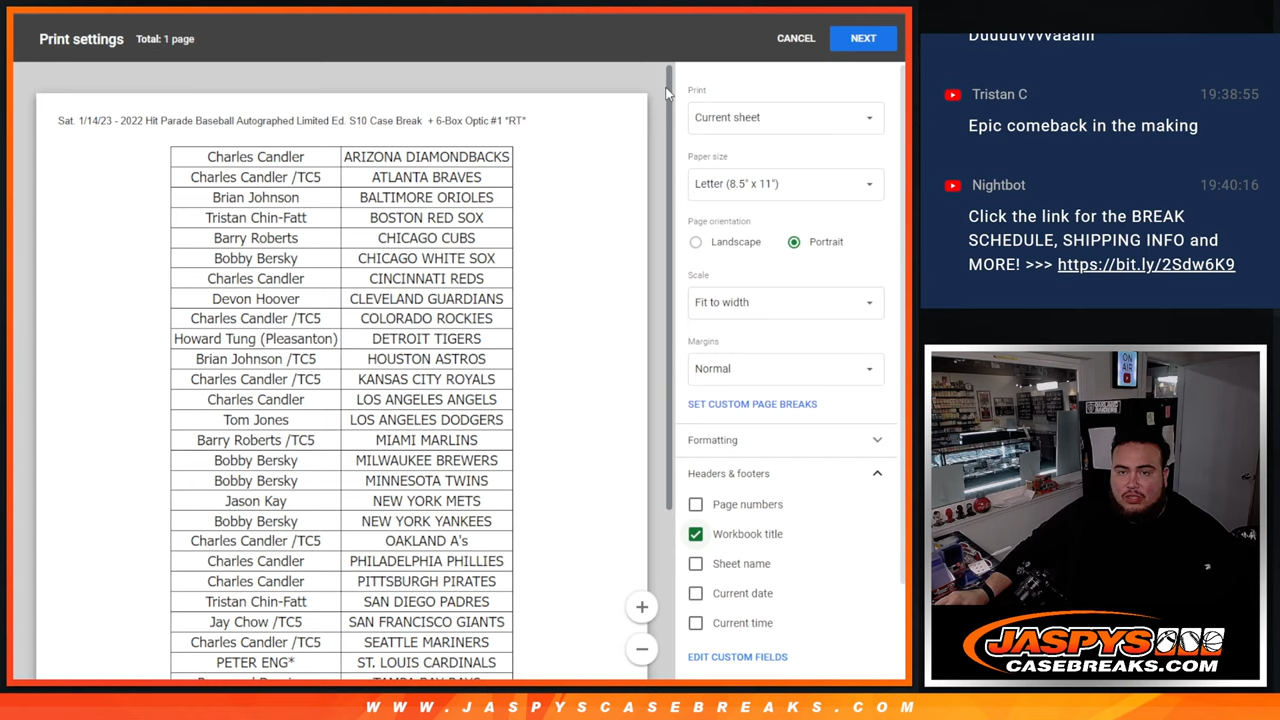 Print settings Total: 1 page CANCEL NEXT
Sat. 1/14/23 - 2022 Hit Parade Baseball Autographed Limited Ed. S10 Case Break + 6-Box Optic #1 "RT"
Charles Candler ARIZONA DIAMONDBACKS
Charles Candler /TC5 ATLANTA BRAVES
Brian Johnson BALTIMORE ORIOLES
Tristan Chin-Fatt BOSTON RED SOX
Barry Roberts CHICAGO CUBS
Bobby Bersky CHICAGO WHITE SOX
Charles Candler CINCINNATI REDS
Devon Hoover CLEVELAND GUARDIANS
Charles Candler /TC5 COLORADO ROCKIES
Howard Tung (Pleasanton) DETROIT TIGERS
Brian Johnson /TC5 HOUSTON ASTROS
Charles Candler /TC5 KANSAS CITY ROYALS
Charles Candler LOS ANGELES ANGELS
Tom Jones LOS ANGELES DODGERS
Barry Roberts /TC5 MIAMI MARLINS
Bobby Bersky MILWAUKEE BREWERS
Bobby Bersky MINNESOTA TWINS
Jason Kay NEW YORK METS
Bobby Bersky NEW YORK YANKEES
Charles Candler /TC5 OAKLAND A's
Charles Candler PHILADELPHIA PHILLIES
Charles Candler PITTSBURGH PIRATES
Tristan Chin-Fatt SAN DIEGO PADRES
Jay Chow /TC5 SAN FRANCISCO GIANTS
Charles Candler /TC5 SEATTLE MARINERS
PETER ENG* ST. LOUIS CARDINALS
Print
Current sheet
Paper size
Letter (8.5" x 11")
Page orientation
Landscape Portrait
Scale
Fit to width
Margins
Normal
SET CUSTOM PAGE BREAKS
Formatting
Headers & footers
Page numbers
Workbook title
Sheet name
Current date
Current time
EDIT CUSTOM FIELDS
Tristan C 19:38:55
Epic comeback in the making
Nightbot 19:40:16
Click the link for the BREAK
SCHEDULE, SHIPPING INFO and
MORE! >>> https://bit.ly/2Sdw6K9
ON
AIR
JASPYS
CASEBREAKS.COM
WWW.JASPYSCASEBREAKS.COM